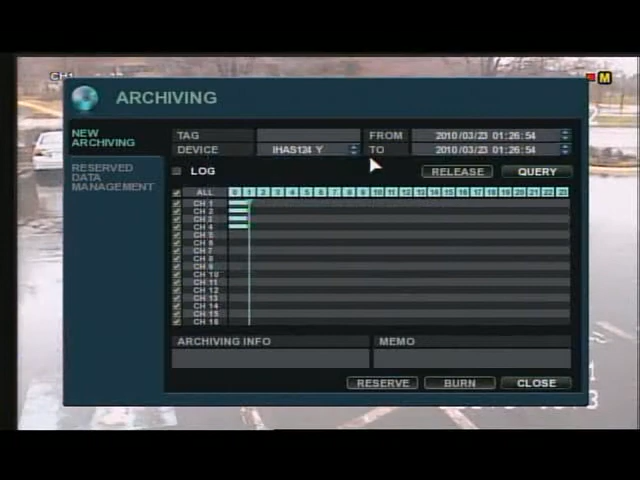 CH1
M
ARCHIVING
NEW ARCHIVING
RESERVED DATA MANAGEMENT
TAG FROM 2010/03/23 01:26:54
DEVICE IHAS124 Y TO 2010/03/23 01:26:54
LOG RELEASE QUERY
ALL 0 1 2 3 4 5 6 7 8 9 10 11 12 13 14 15 16 17 18 19 20 21 22 23
CH 1
CH 2
CH 3
CH 4
CH 5
CH 6
CH 7
CH 8
CH 9
CH 10
CH 11
CH 12
CH 13
CH 14
CH 15
CH 16
ARCHIVING INFO MEMO
RESERVE BURN CLOSE